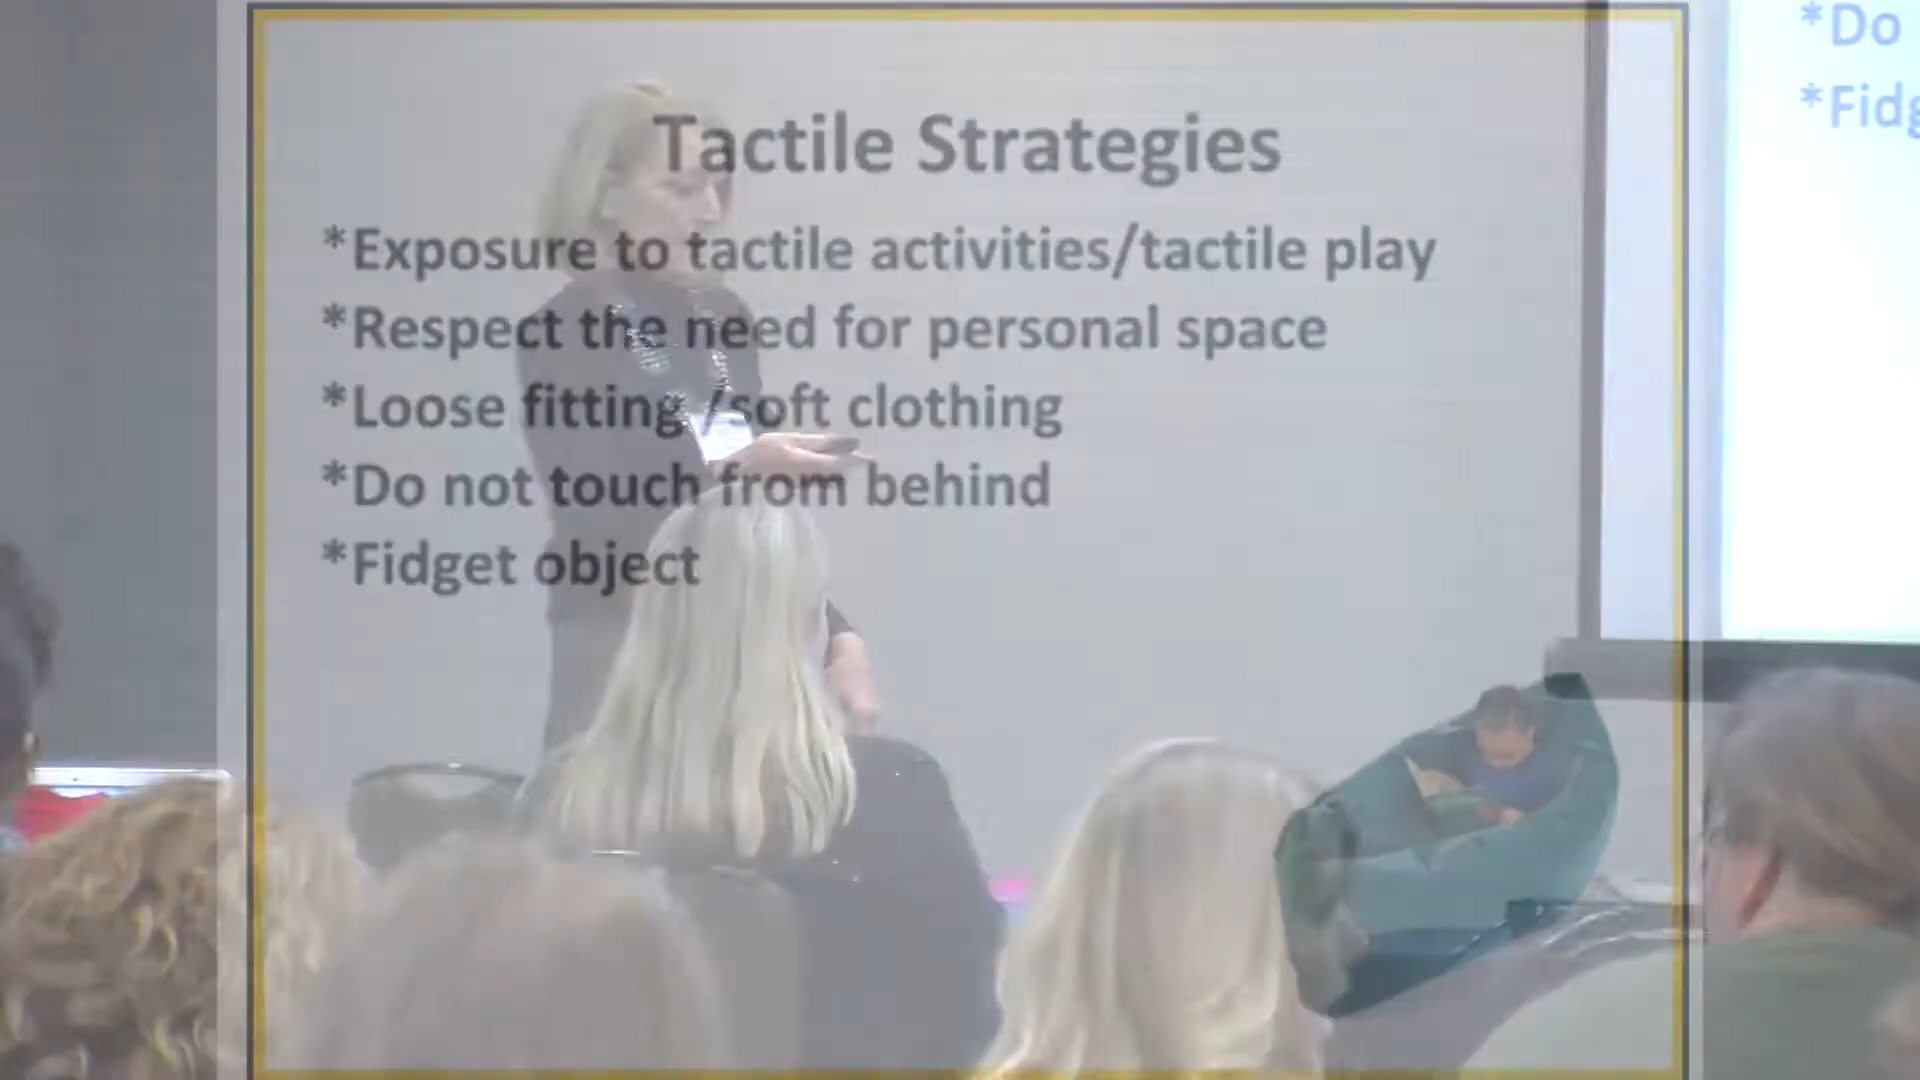 Tactile Strategies
*Exposure to tactile activities/tactile play
*Respect the need for personal space
*Loose fitting /soft clothing
*Do not touch from behind
*Fidget object
*Do
*Fidg